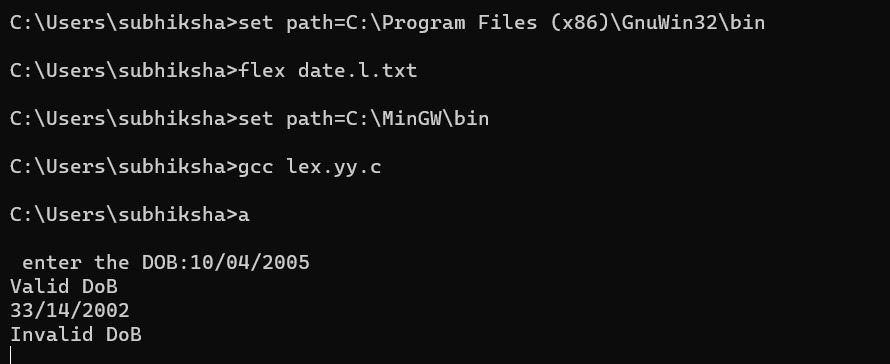 C:\Users\subhiksha>set path=C:\Program Files (x86)\GnuWin32\bin
C:\Users\subhiksha>flex date.l.txt
C:\Users\subhiksha>set path=C:\MinGW\bin
C:\Users\subhiksha>gcc lex.yy.c
C:\Users\subhiksha>a
enter the DOB:10/04/2005
Valid DoB
33/14/2002
Invalid DoB